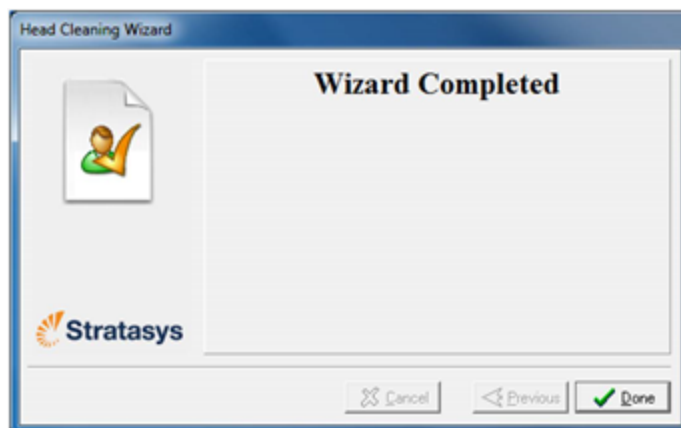 Head Cleaning Wizard
Wizard Completed
Stratasys
Cancel
Previous
Done